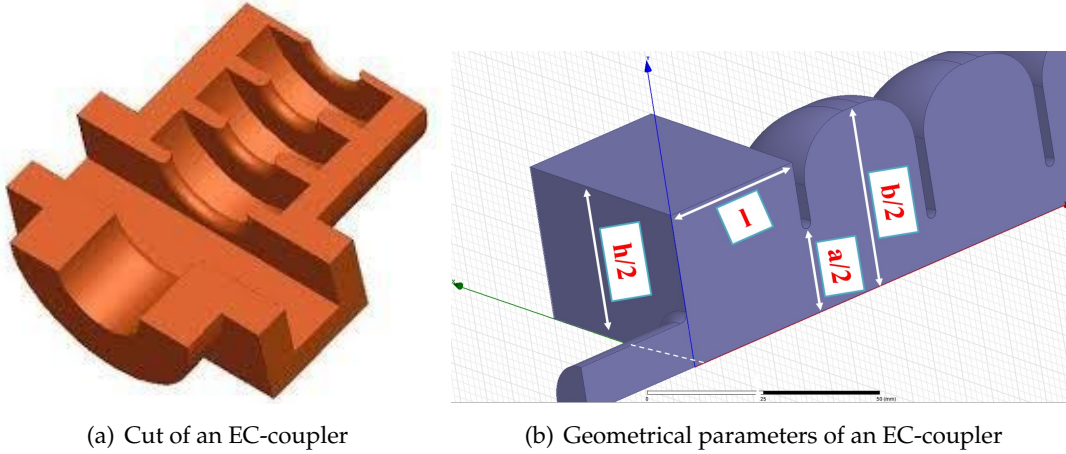 h/2
l
a/2
b/2
0
25
50 (mm)
(a) Cut of an EC-coupler
(b) Geometrical parameters of an EC-coupler